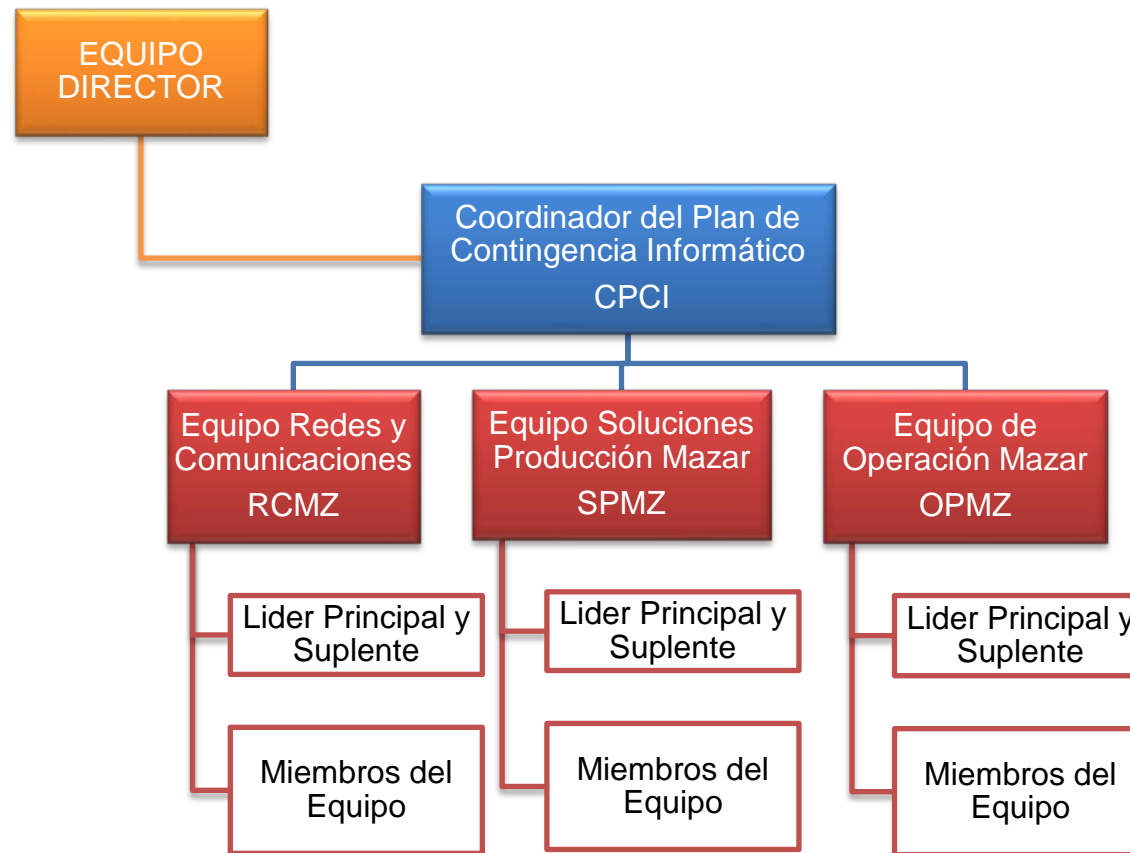 EQUIPO
DIRECTOR
Coordinador del Plan de
Contingencia Informático
CPCI
Equipo Redes y
Comunicaciones
RCMZ
Equipo Soluciones
Producción Mazar
SPMZ
Equipo de
Operación Mazar
OPMZ
Lider Principal y
Suplente
Lider Principal y
Suplente
Lider Principal y
Suplente
Miembros del
Equipo
Miembros del
Equipo
Miembros del
Equipo